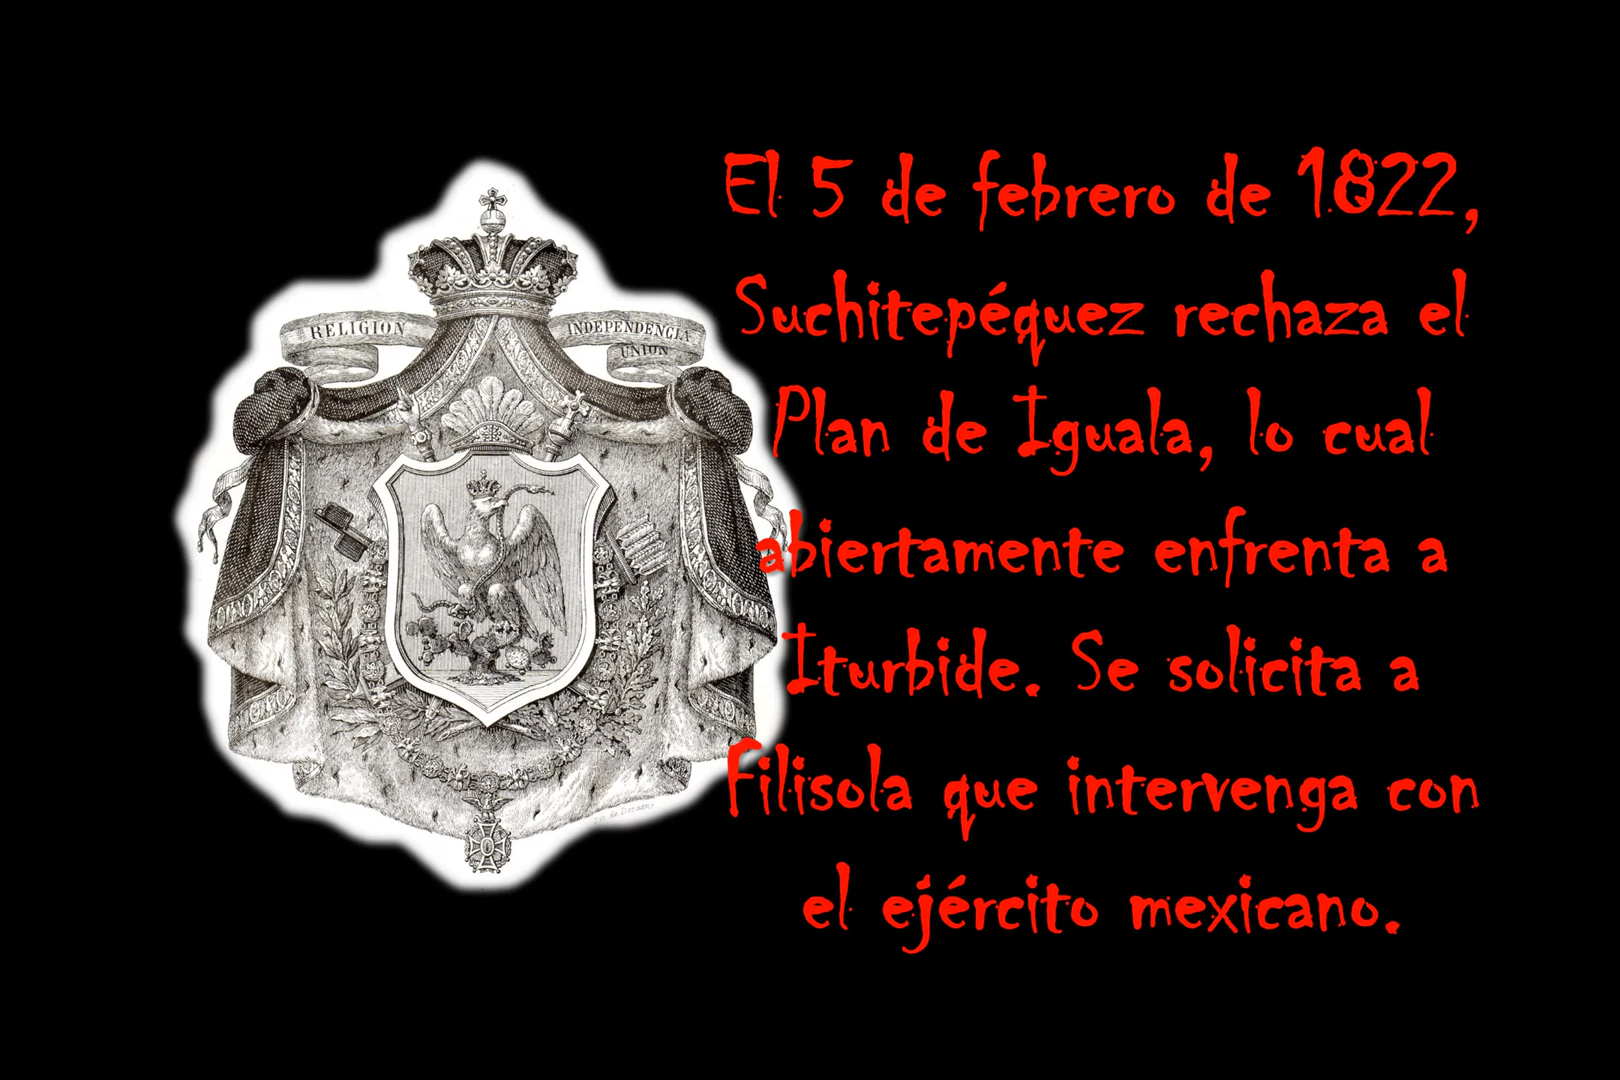 RELIGION
INDEPENDENCIA
UNION
El 5 de febrero de 1822,
Suchitepéquez rechaza el
Plan de Iguala, lo cual
abiertamente enfrenta a
Iturbide. Se solicita a
Filisola que intervenga con
el ejército mexicano.